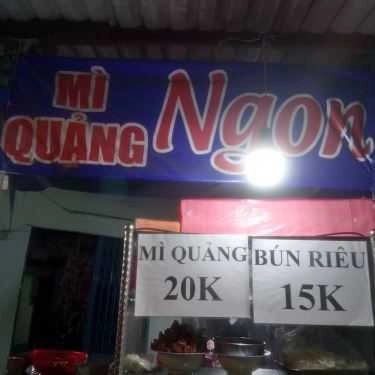 MÌ
QUẢNG
Ngon
MÌ QUẢNG
20K
BÚN RIÊU
15K